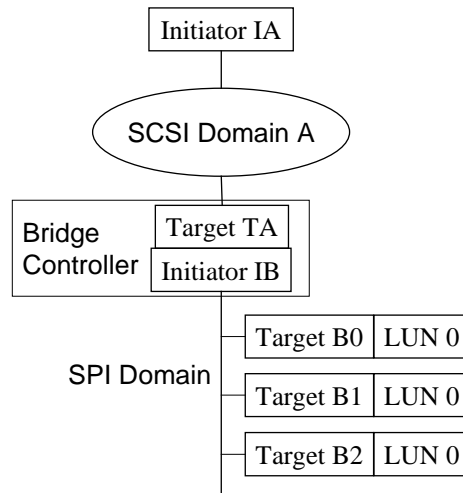 Initiator IA
SCSI Domain A
Bridge
Controller
Target TA
Initiator IB
SPI Domain
Target B0 LUN 0
Target B1 LUN 0
Target B2 LUN 0